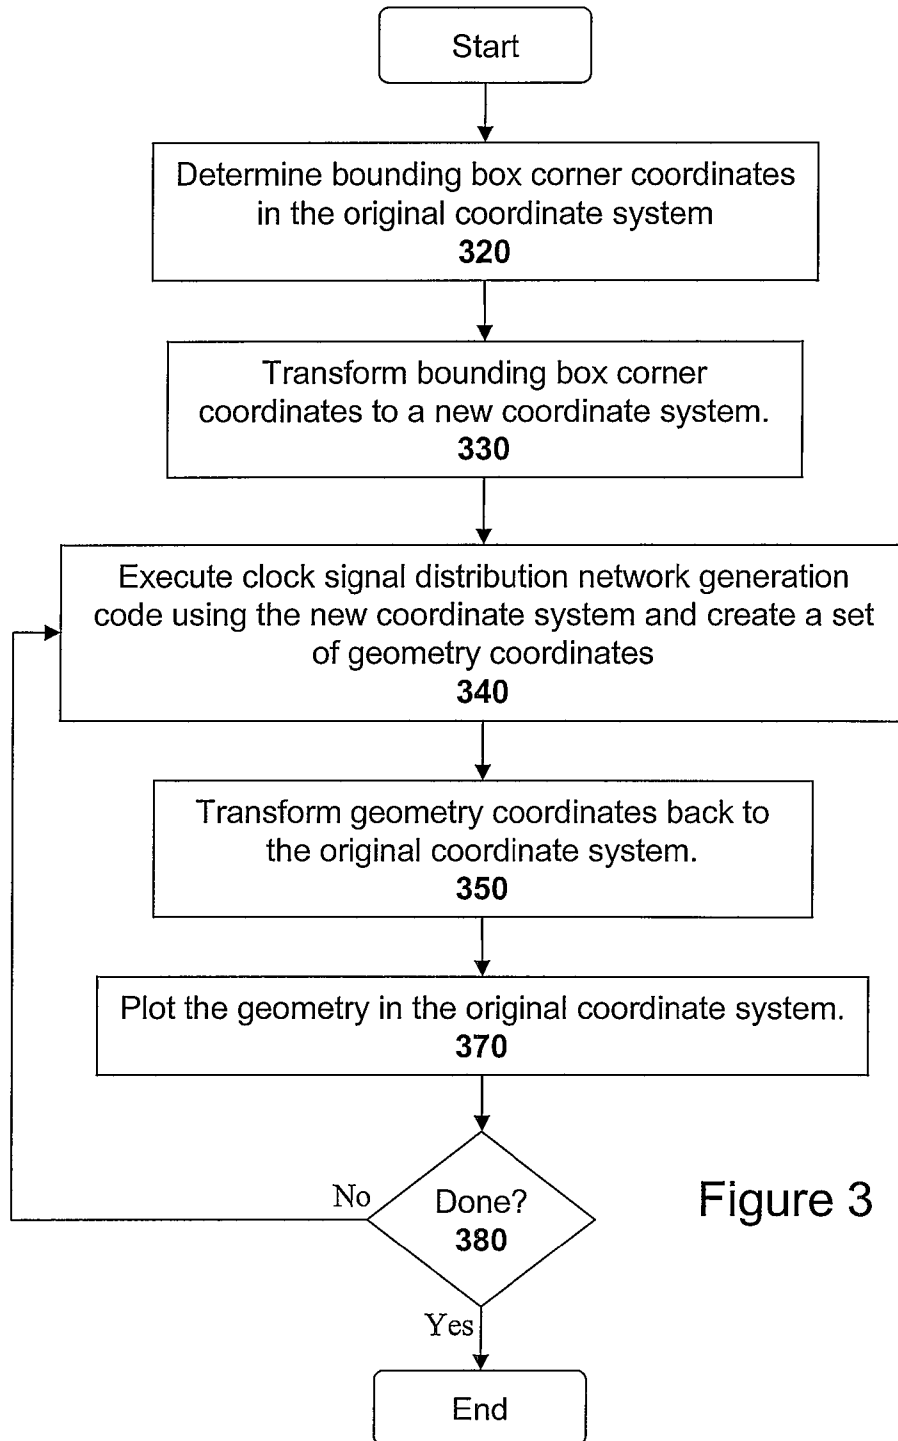 Start
Determine bounding box corner coordinates
in the original coordinate system
320
Transform bounding box corner
coordinates to a new coordinate system.
330
Execute clock signal distribution network generation
code using the new coordinate system and create a set
of geometry coordinates
340
Transform geometry coordinates back to
the original coordinate system.
350
Plot the geometry in the original coordinate system.
370
No
Done?
380
Figure 3
Yes
End